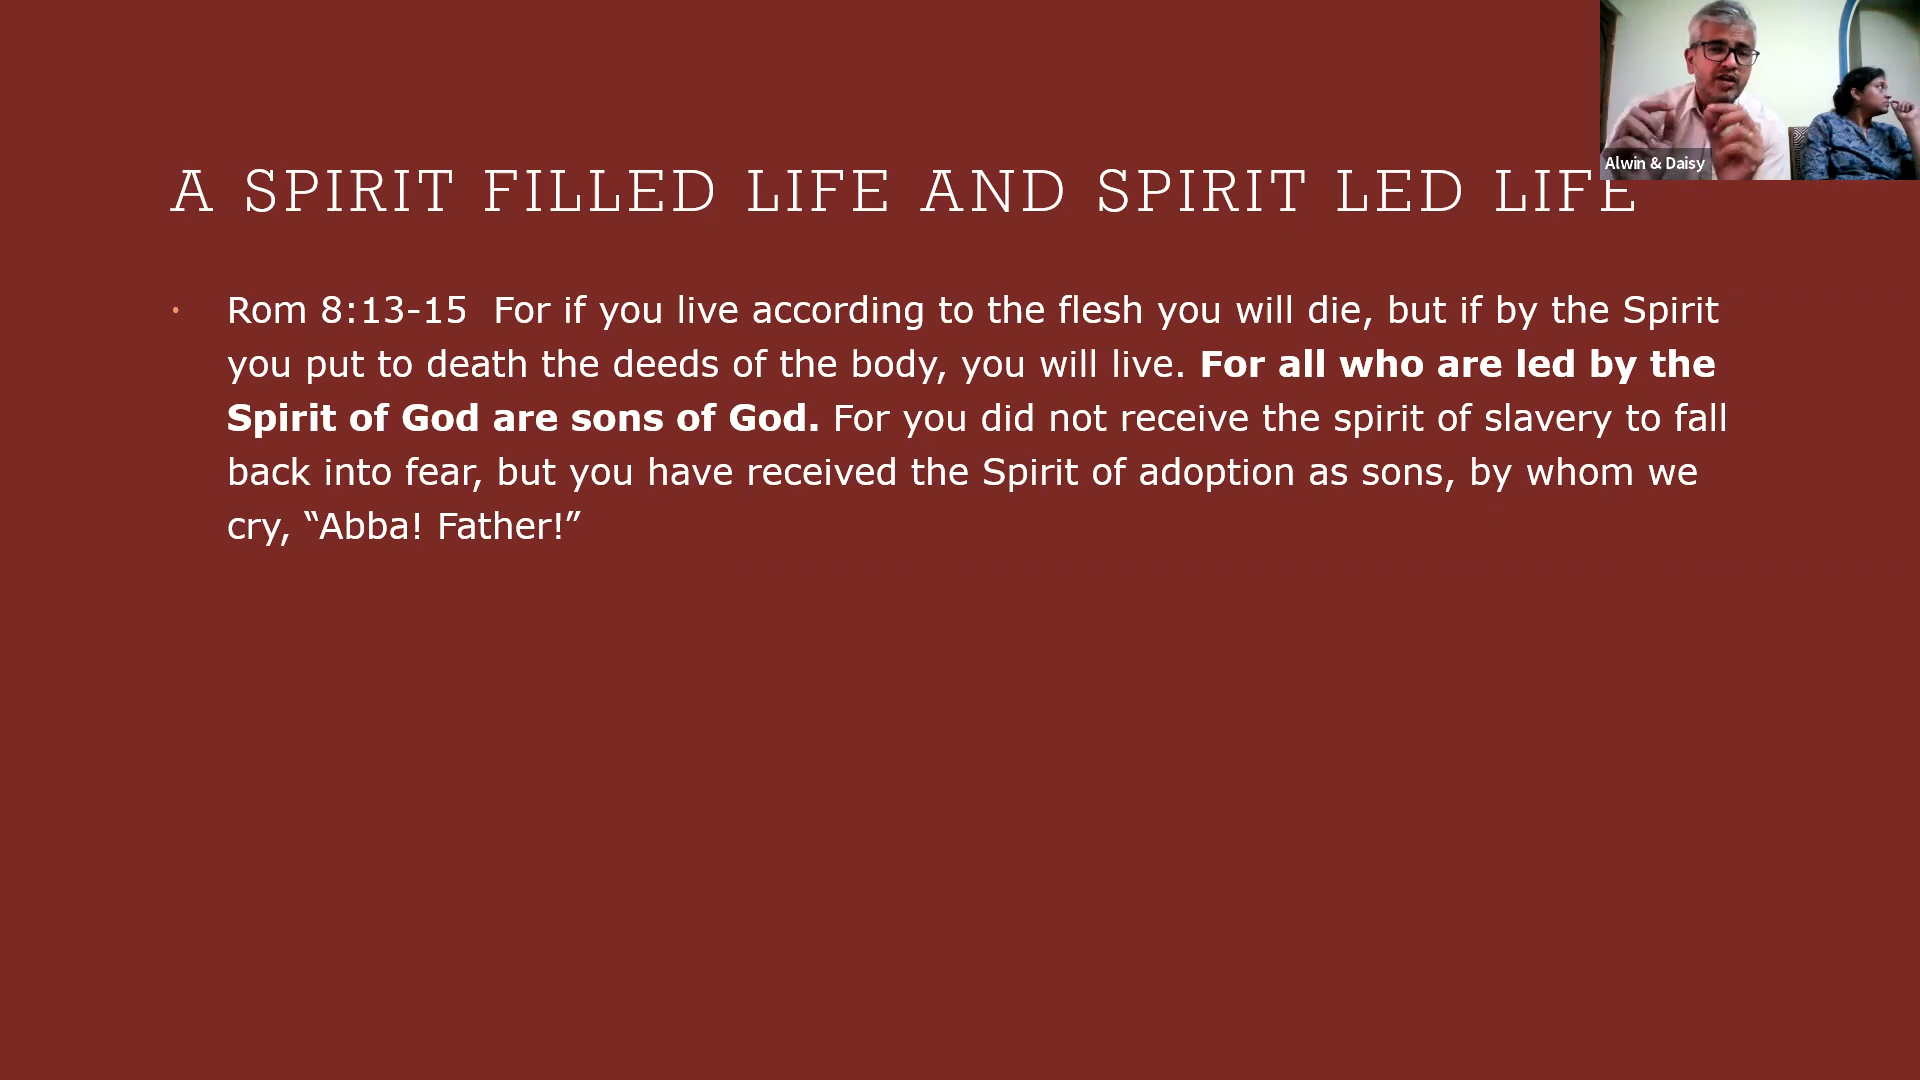 Alwin & Daisy
A SPIRIT FILLED LIFE AND SPIRIT LED LIFE
· Rom 8:13-15  For if you live according to the flesh you will die, but if by the Spirit
you put to death the deeds of the body, you will live. For all who are led by the
Spirit of God are sons of God. For you did not receive the spirit of slavery to fall
back into fear, but you have received the Spirit of adoption as sons, by whom we
cry, “Abba! Father!”